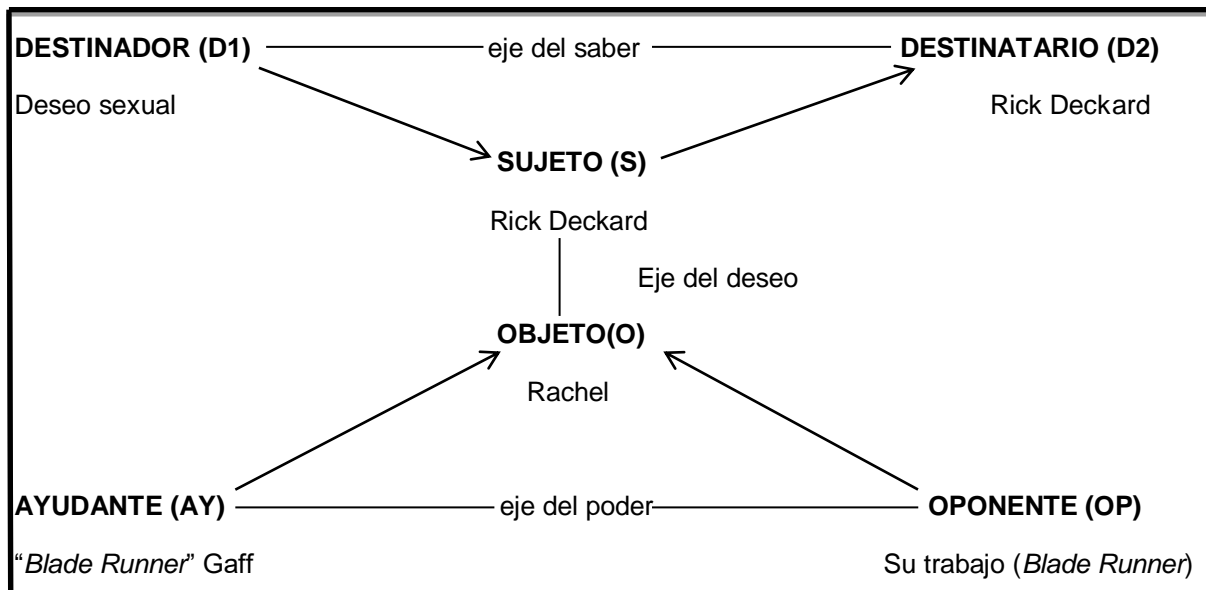 DESTINADOR (D1) eje del saber DESTINATARIO (D2)
Deseo sexual Rick Deckard
SUJETO (S)
Rick Deckard
Eje del deseo
OBJETO(O)
Rachel
AYUDANTE (AY) eje del poder OPONENTE (OP)
“Blade Runner” Gaff Su trabajo (Blade Runner)